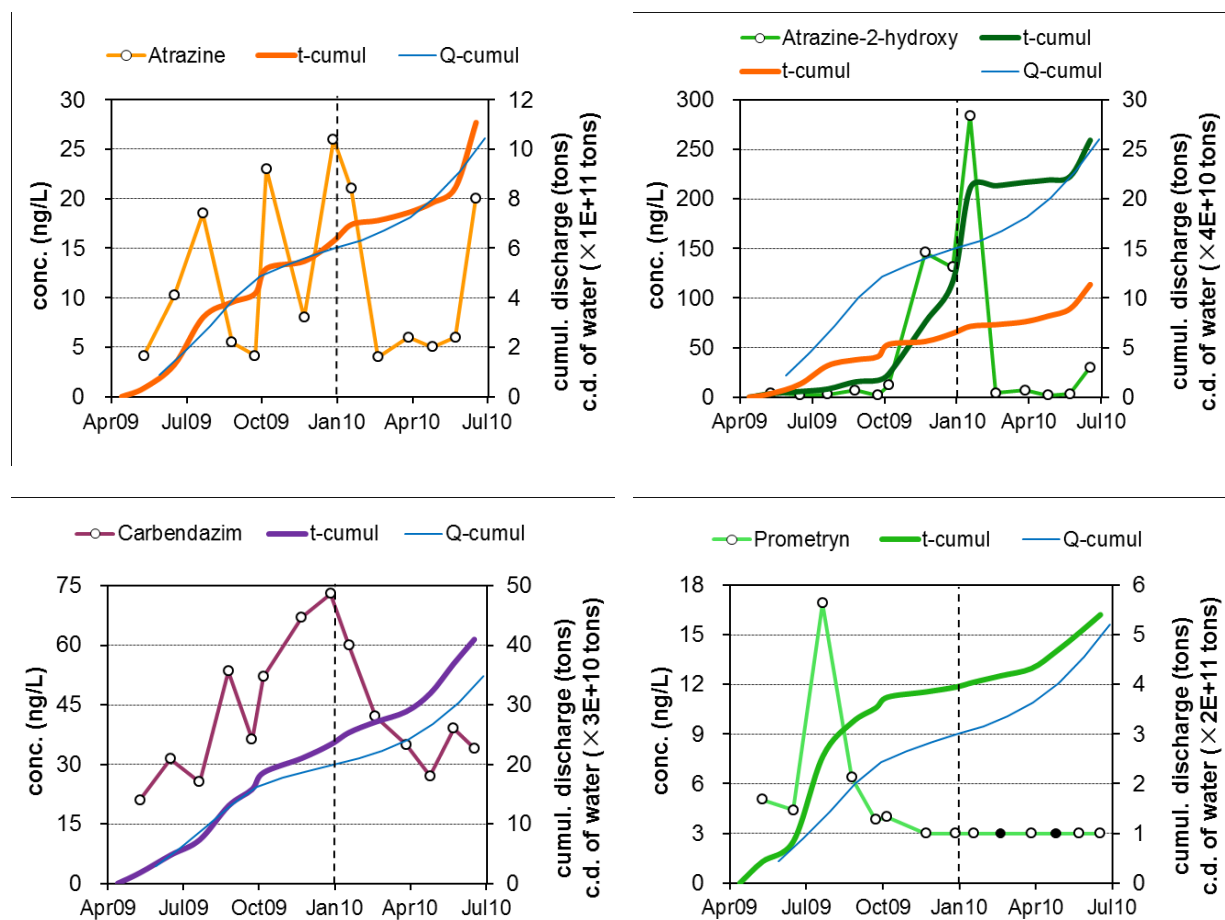 Atrazine t-cumul Q-cumul
30 12
25 10
20 8
15 6
10 4
5 2
0 0
Apr09 Jul09 Oct09 Jan10 Apr10 Jul10
conc. (ng/L)
cumul. discharge (tons)
c.d. of water (×1E+11 tons)
Atrazine-2-hydroxy t-cumul
t-cumul Q-cumul
300 30
250 25
200 20
150 15
100 10
50 5
0 0
Apr09 Jul09 Oct09 Jan10 Apr10 Jul10
conc. (ng/L)
cumul. discharge (tons)
c.d. of water (×4E+10 tons)
Carbendazim t-cumul Q-cumul
75 50
60 40
45 30
30 20
15 10
0 0
Apr09 Jul09 Oct09 Jan10 Apr10 Jul10
conc. (ng/L)
cumul. discharge (tons)
c.d. of water (×3E+10 tons)
Prometryn t-cumul Q-cumul
18 6
15 5
12 4
9 3
6 2
3 1
0 0
Apr09 Jul09 Oct09 Jan10 Apr10 Jul10
conc. (ng/L)
cumul. discharge (tons)
c.d. of water (×2E+11 tons)